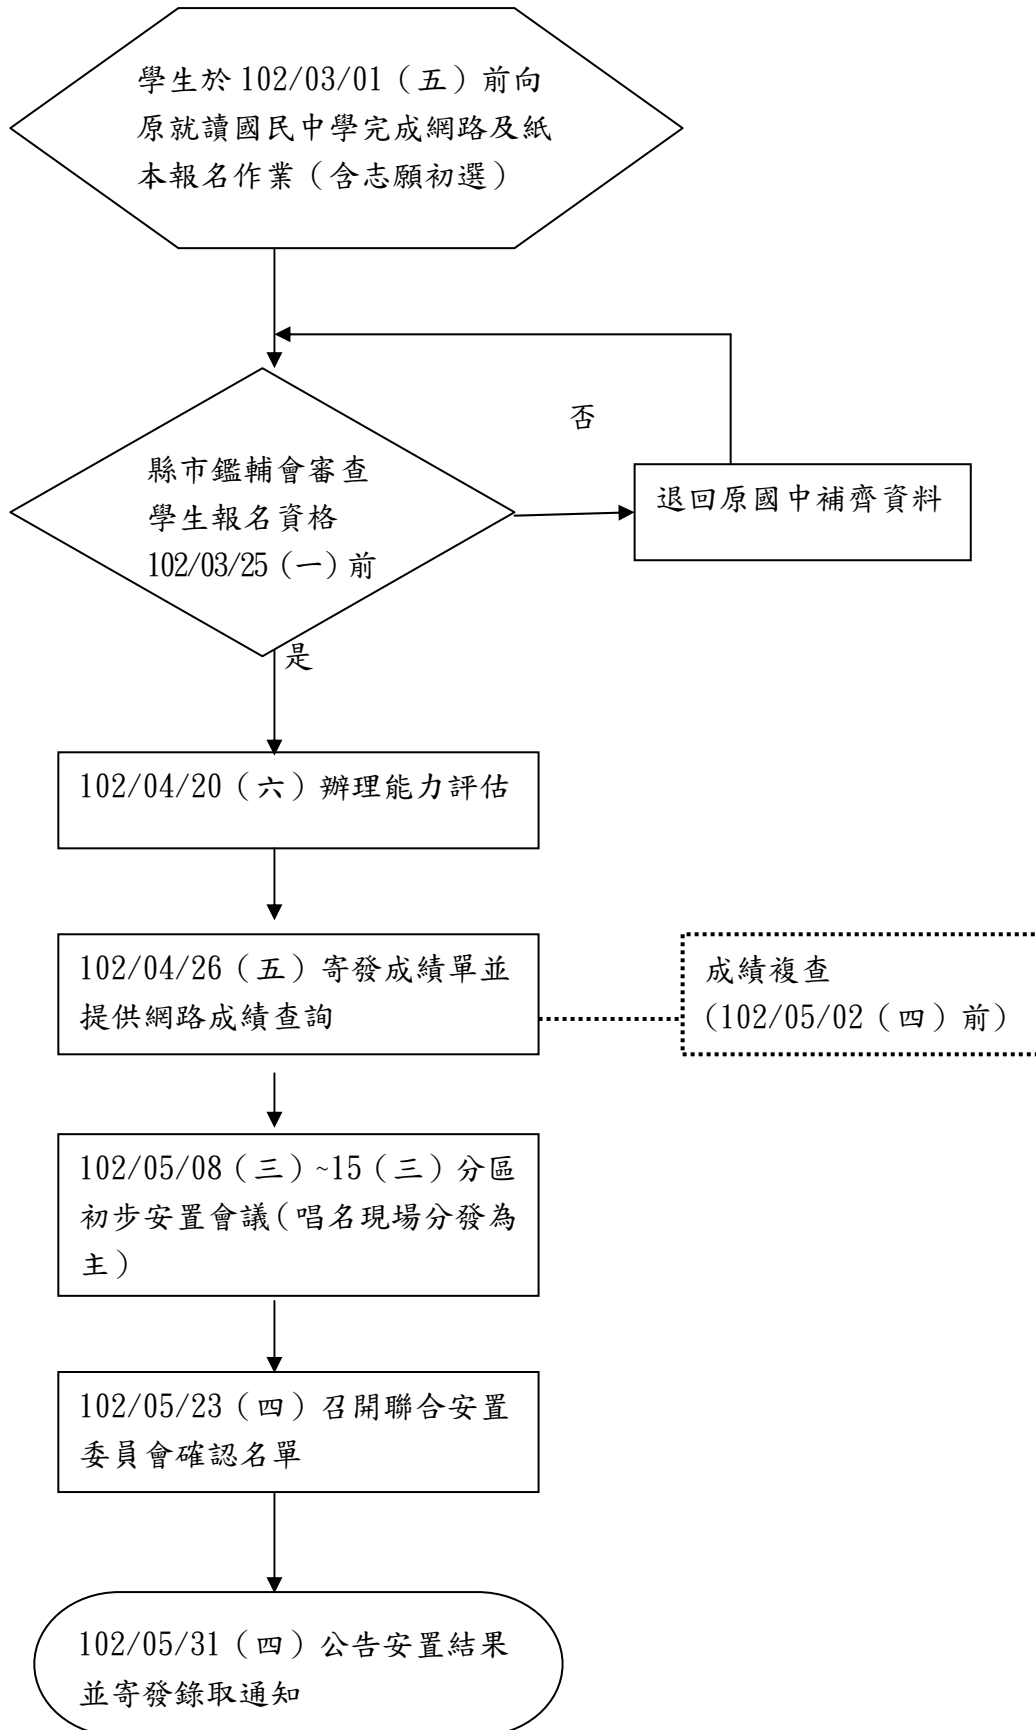 學生於 102/03/01（五）前向
原就讀國民中學完成網路及紙
本報名作業（含志願初選）
否
縣市鑑輔會審查
學生報名資格
102/03/25（一）前
退回原國中補齊資料
是
102/04/20（六）辦理能力評估
102/04/26（五）寄發成績單並
提供網路成績查詢
成績複查
(102/05/02（四）前）
102/05/08（三）~15（三）分區
初步安置會議（唱名現場分發為
主）
102/05/23（四）召開聯合安置
委員會確認名單
102/05/31（四）公告安置結果
並寄發錄取通知